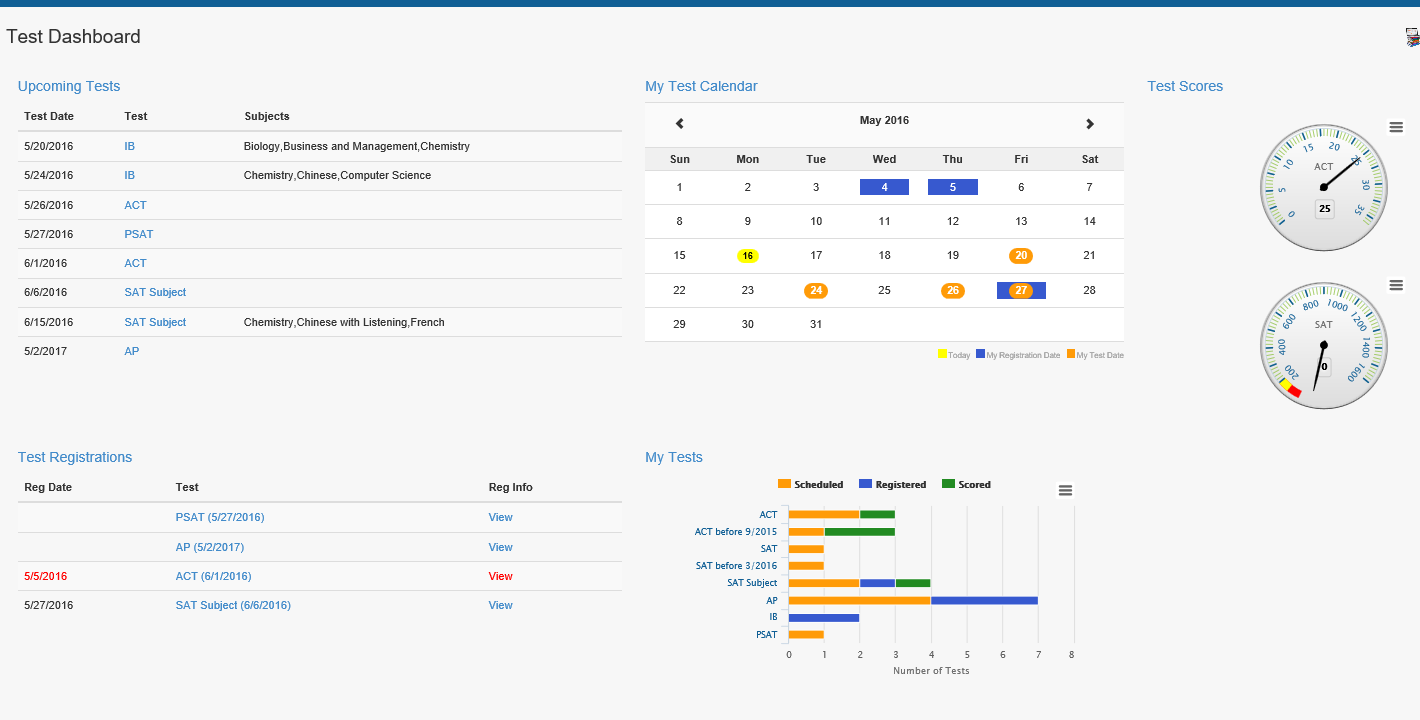 Test Dashboard
Upcoming Tests
Test Date Test Subjects
5/20/2016 IB Biology,Business and Management,Chemistry
5/24/2016 IB Chemistry,Chinese,Computer Science
5/26/2016 ACT
5/27/2016 PSAT
6/1/2016 ACT
6/6/2016 SAT Subject
6/15/2016 SAT Subject Chemistry,Chinese with Listening,French
5/2/2017 AP
My Test Calendar
May 2016
Sun Mon Tue Wed Thu Fri Sat
1 2 3 4 5 6 7
8 9 10 11 12 13 14
15 16 17 18 19 20 21
22 23 24 25 26 27 28
29 30 31
Today My Registration Date My Test Date
Test Scores
0 5 10 15 20 25 30 35
ACT
25
200 400 600 800 1000 1200 1400 1600
SAT
0
Test Registrations
Reg Date Test Reg Info
PSAT (5/27/2016) View
AP (5/2/2017) View
5/5/2016 ACT (6/1/2016) View
5/27/2016 SAT Subject (6/6/2016) View
My Tests
Scheduled Registered Scored
ACT
ACT before 9/2015
SAT
SAT before 3/2016
SAT Subject
AP
IB
PSAT
0 1 2 3 4 5 6 7 8
Number of Tests